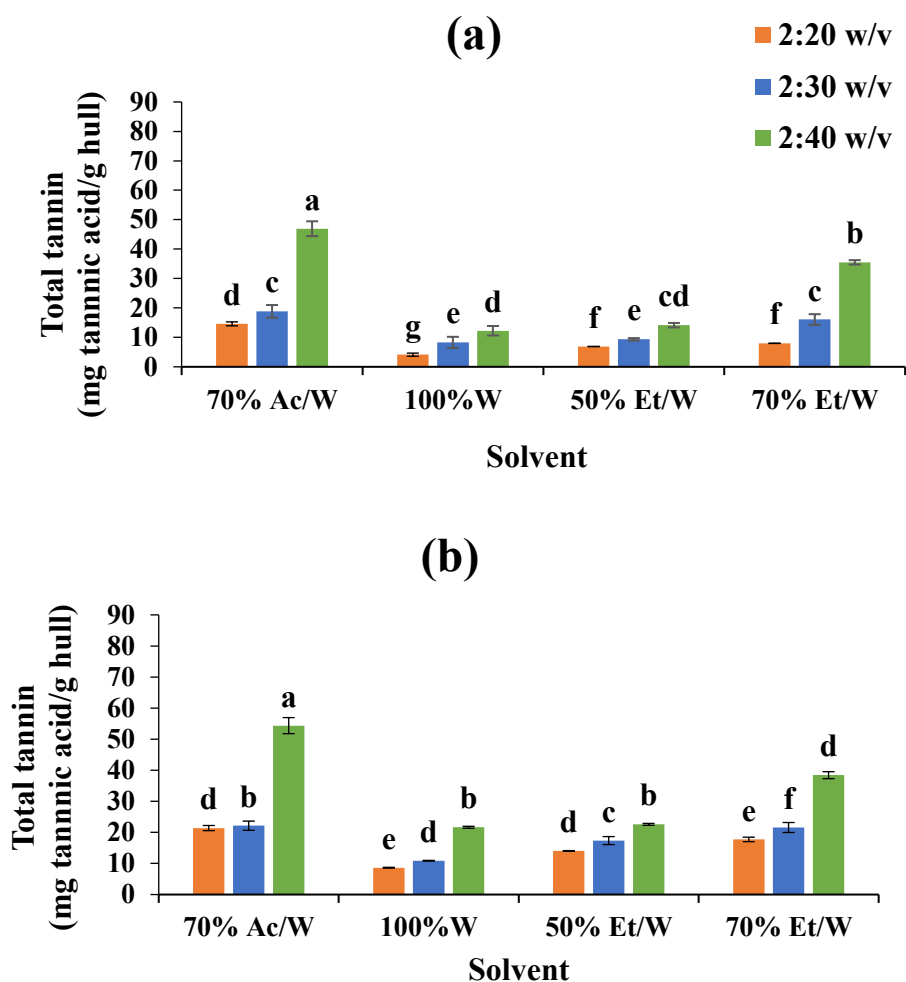 (a)
2:20 w/v
2:30 w/v
2:40 w/v
Total tannin
(mg tannnic acid/g hull)
90
80
70
60
50
40
30
20
10
0
d c a
g e d
f e cd
f c b
70% Ac/W 100%W 50% Et/W 70% Et/W
Solvent
(b)
Total tannin
(mg tannnic acid/g hull)
90
80
70
60
50
40
30
20
10
0
d b a
e d b
d c b
e f d
70% Ac/W 100%W 50% Et/W 70% Et/W
Solvent